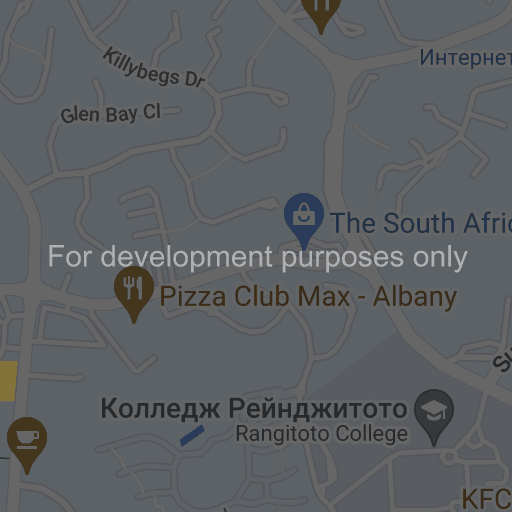 Killybegs Dr
Интернет
Glen Bay Cl
The South Afric
For development purposes only
Pizza Club Max - Albany
Su
Колледж Рейнджитото
Rangitoto College
KFC